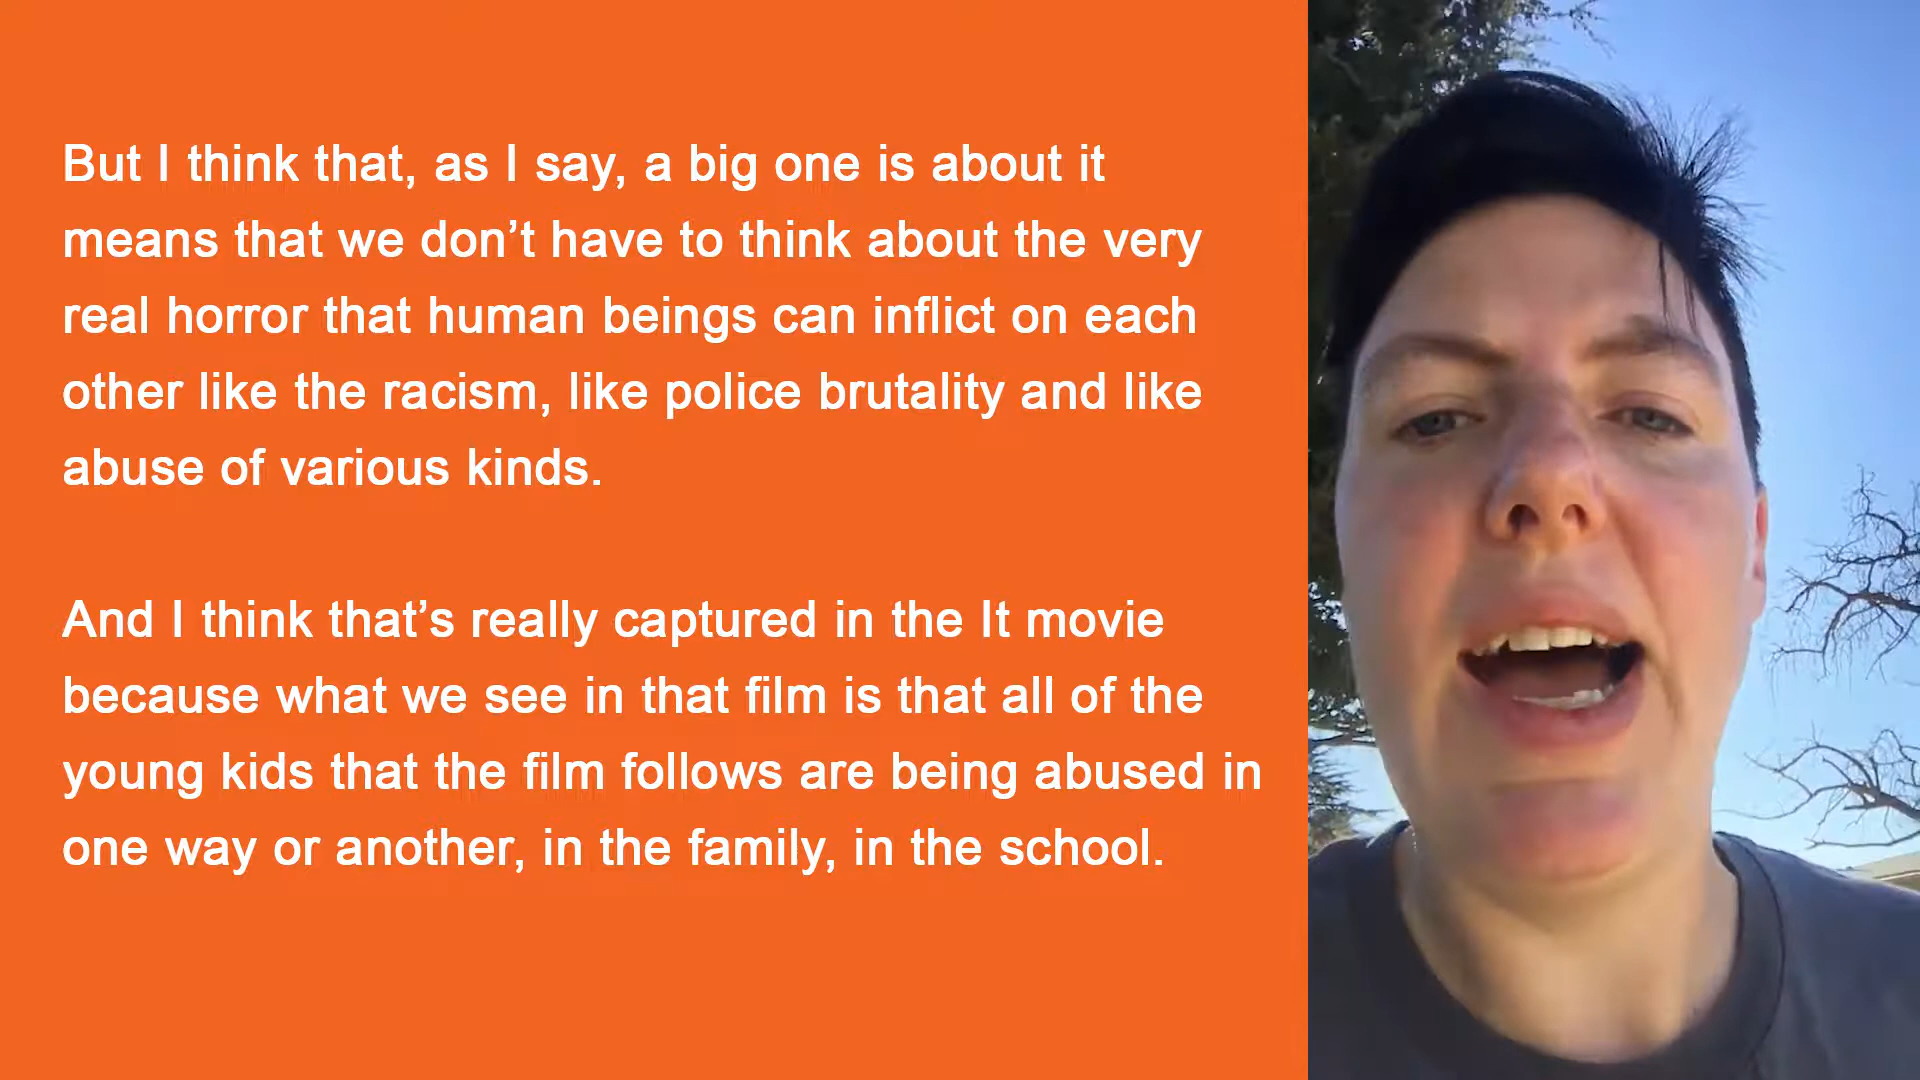 But I think that, as I say, a big one is about it
means that we don’t have to think about the very
real horror that human beings can inflict on each
other like the racism, like police brutality and like
abuse of various kinds.
And I think that’s really captured in the It movie
because what we see in that film is that all of the
young kids that the film follows are being abused in
one way or another, in the family, in the school.